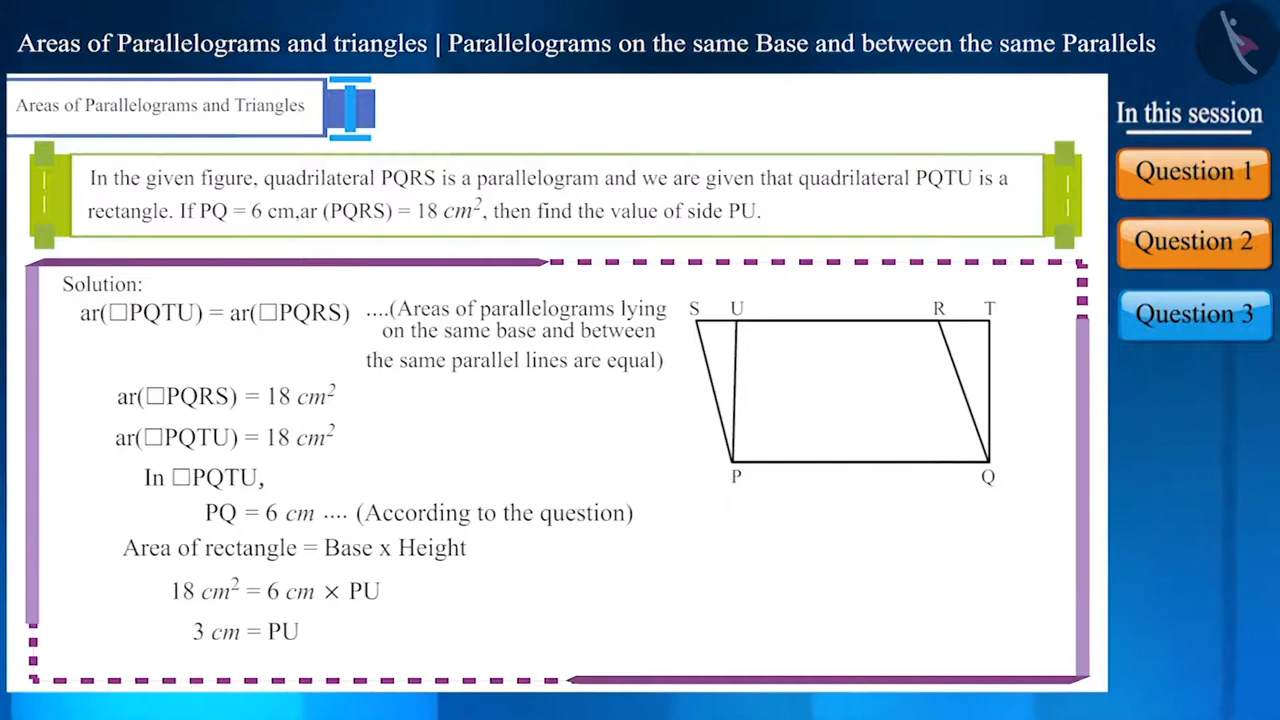 Areas of Parallelograms and triangles | Parallelograms on the same Base and between the same Parallels
Areas of Parallelograms and Triangles
In the given figure, quadrilateral PQRS is a parallelogram and we are given that quadrilateral PQTU is a
rectangle. If PQ = 6 cm,ar (PQRS) = 18 cm², then find the value of side PU.
Solution:
ar(□PQTU) = ar(□PQRS) ....(Areas of parallelograms lying
on the same base and between
the same parallel lines are equal)
ar(□PQRS) = 18 cm²
ar(□PQTU) = 18 cm²
In □PQTU,
PQ = 6 cm .... (According to the question)
Area of rectangle = Base x Height
18 cm² = 6 cm × PU
3 cm = PU
S U R T
P Q
In this session
Question 1
Question 2
Question 3